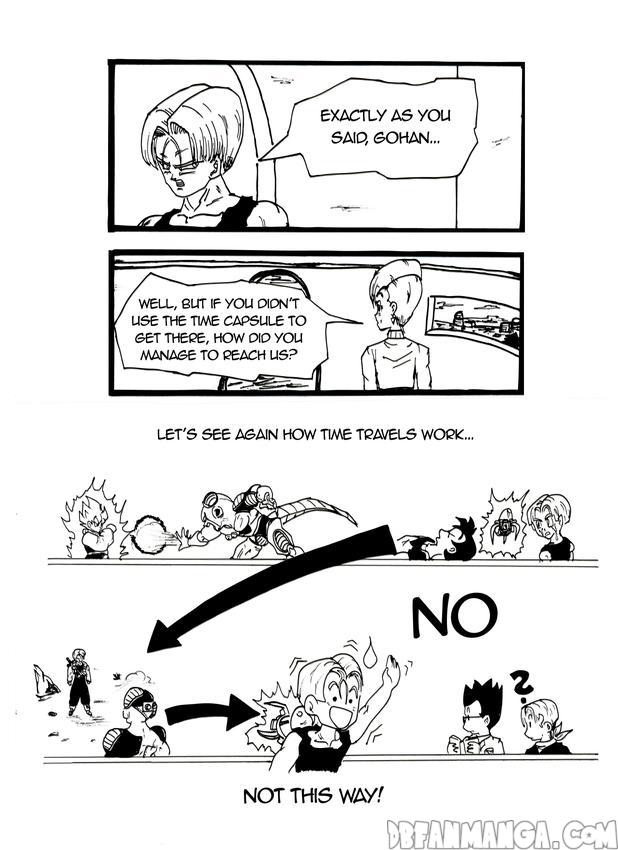 EXACTLY AS YOU
SAID, GOHAN...
WELL, BUT IF YOU DIDN'T
USE THE TIME CAPSULE TO
GET THERE, HOW DID YOU
MANAGE TO REACH US?
LET'S SEE AGAIN HOW TIME TRAVELS WORK...
NO
?
NOT THIS WAY!
DBFANMANGA.COM